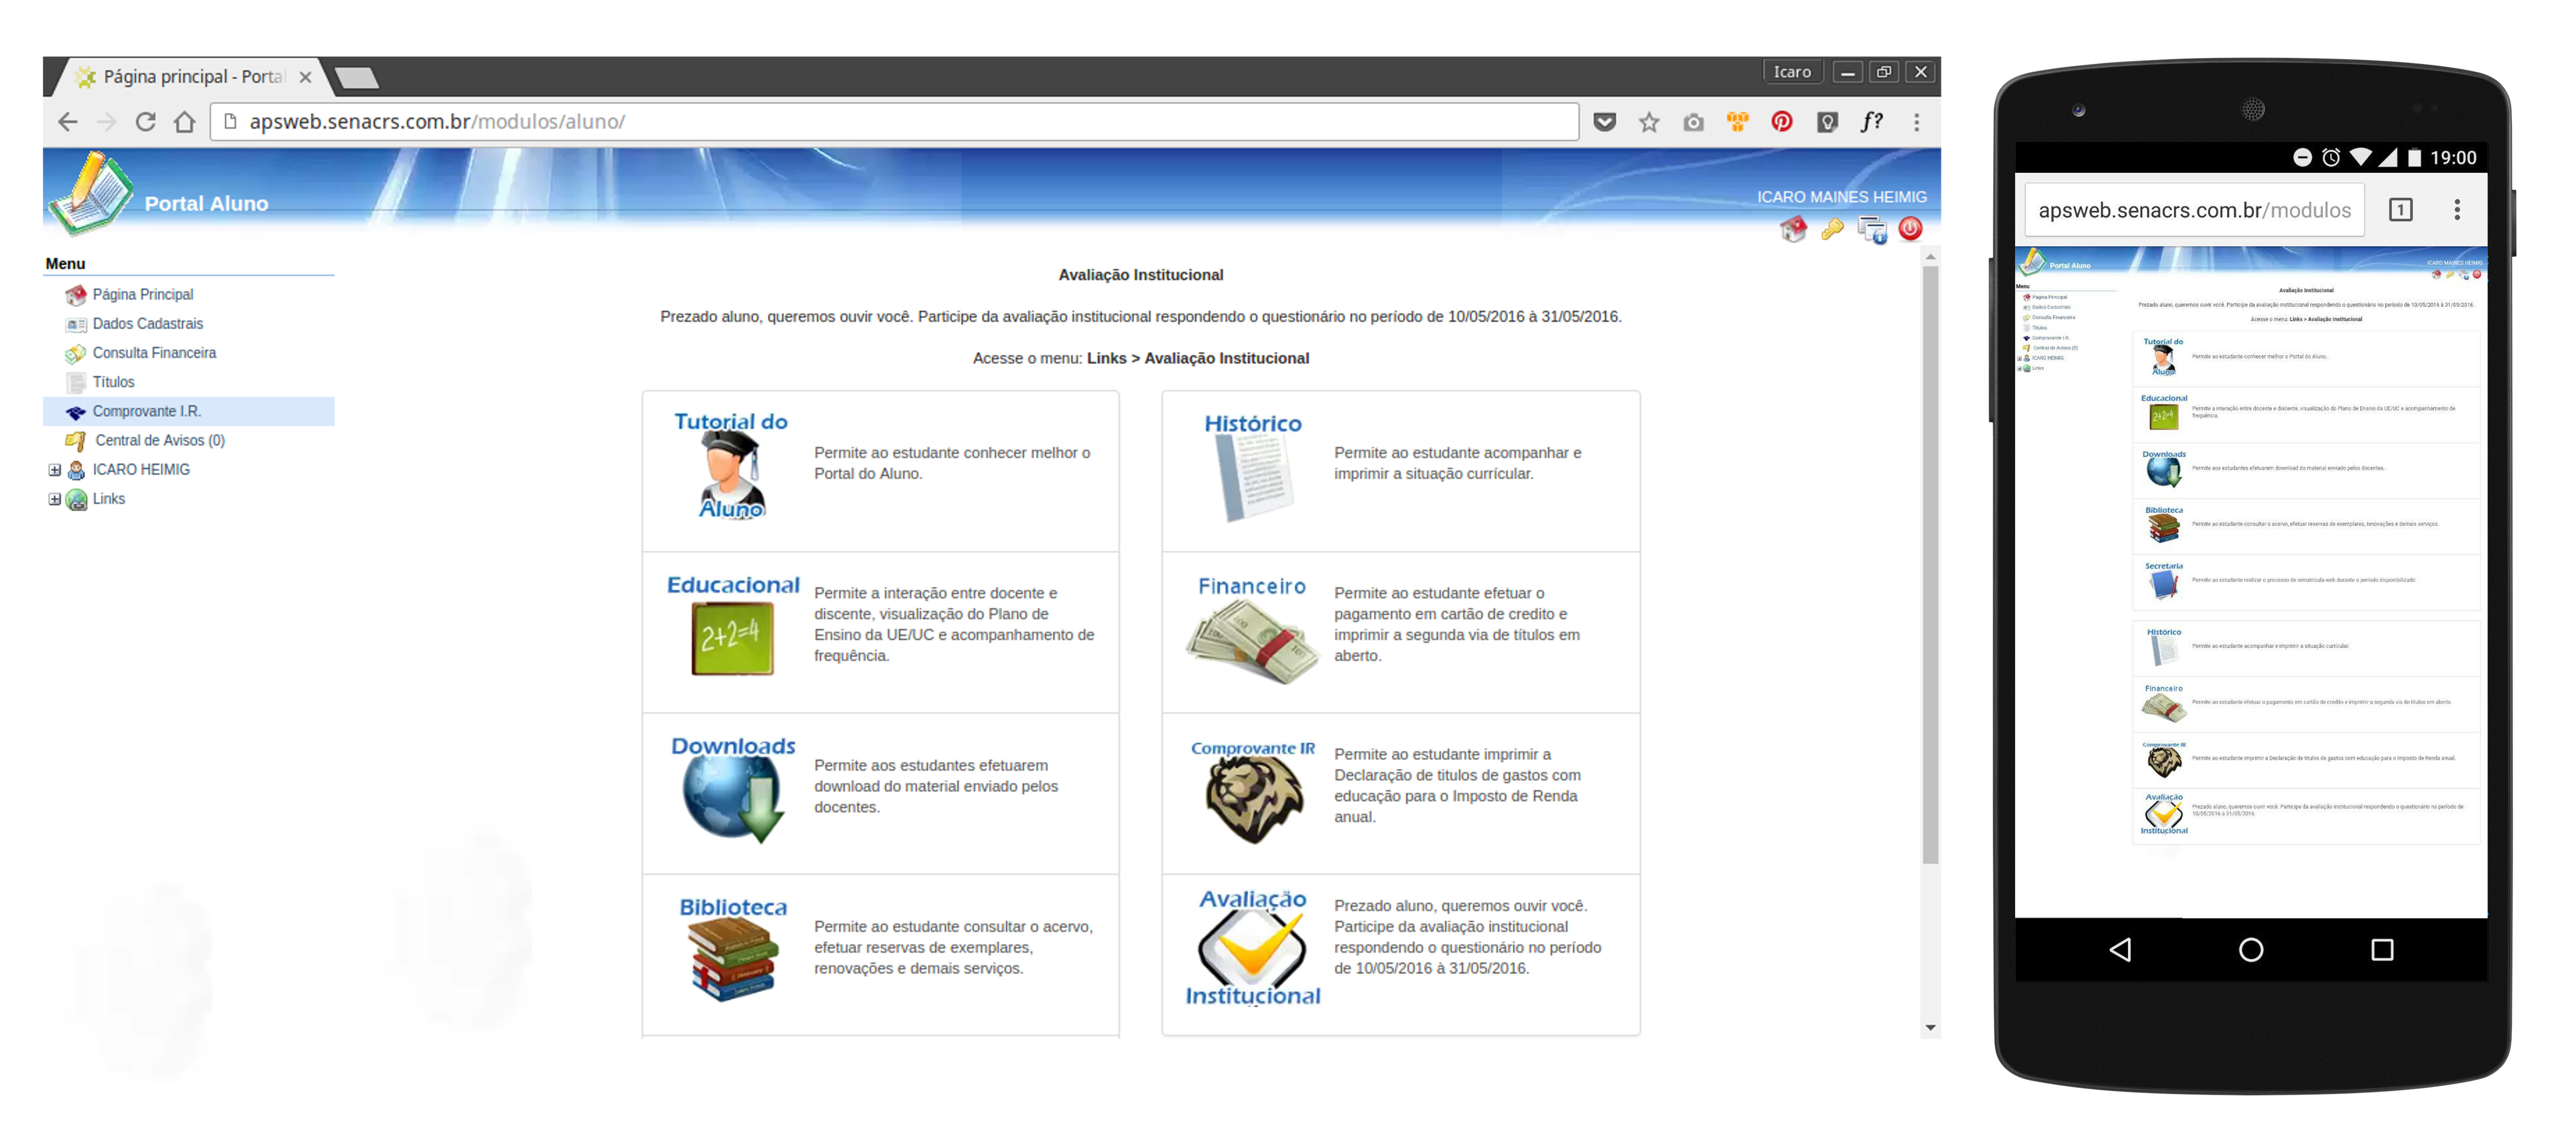 Página principal - Portal
Icaro
apsweb.senacrs.com.br/modulos/aluno/
f?
Portal Aluno
ICARO MAINES HEIMIG
Menu
Página Principal
Dados Cadastrais
Consulta Financeira
Títulos
Comprovante I.R.
Central de Avisos (0)
ICARO HEIMIG
Links
Avaliação Institucional
Prezado aluno, queremos ouvir você. Participe da avaliação institucional respondendo o questionário no período de 10/05/2016 à 31/05/2016.
Acesse o menu: Links > Avaliação Institucional
Tutorial do
Aluno
Permite ao estudante conhecer melhor o
Portal do Aluno.
Educacional
2+2=4
Permite a interação entre docente e
discente, visualização do Plano de
Ensino da UE/UC e acompanhamento de
frequência.
Downloads
Permite aos estudantes efetuarem
download do material enviado pelos
docentes.
Biblioteca
Permite ao estudante consultar o acervo,
efetuar reservas de exemplares,
renovações e demais serviços.
Histórico
Permite ao estudante acompanhar e
imprimir a situação currícular.
Financeiro
Permite ao estudante efetuar o
pagamento em cartão de credito e
imprimir a segunda via de títulos em
aberto.
Comprovante IR
Permite ao estudante imprimir a
Declaração de titulos de gastos com
educação para o Imposto de Renda
anual.
Avaliação
Institucional
Prezado aluno, queremos ouvir você.
Participe da avaliação institucional
respondendo o questionário no período
de 10/05/2016 à 31/05/2016.
19:00
apsweb.senacrs.com.br/modulos
1
Portal Aluno
ICARO MAINES HEIMIG
Menu
Página Principal
Dados Cadastrais
Consulta Financeira
Títulos
Comprovante I.R.
Central de Avisos (0)
ICARO HEIMIG
Links
Avaliação Institucional
Prezado aluno, queremos ouvir você. Participe da avaliação institucional respondendo o questionário no período de 10/05/2016 à 31/05/2016.
Acesse o menu: Links > Avaliação Institucional
Tutorial do
Aluno
Permite ao estudante conhecer melhor o Portal do Aluno.
Educacional
2+2=4
Permite a interação entre docente e discente, visualização do Plano de Ensino da UE/UC e acompanhamento de
frequência.
Downloads
Permite aos estudantes efetuarem download do material enviado pelos docentes.
Biblioteca
Permite ao estudante consultar o acervo, efetuar reservas de exemplares, renovações e demais serviços.
Secretaria
Permite ao estudante realizar o processo de rematrícula web durante o período disponibilizado.
Histórico
Permite ao estudante acompanhar e imprimir a situação currícular.
Financeiro
Permite ao estudante efetuar o pagamento em cartão de credito e imprimir a segunda via de títulos em aberto.
Comprovante IR
Permite ao estudante imprimir a Declaração de titulos de gastos com educação para o Imposto de Renda anual.
Avaliação
Institucional
Prezado aluno, queremos ouvir você. Participe da avaliação institucional respondendo o questionário no período de
10/05/2016 à 31/05/2016.